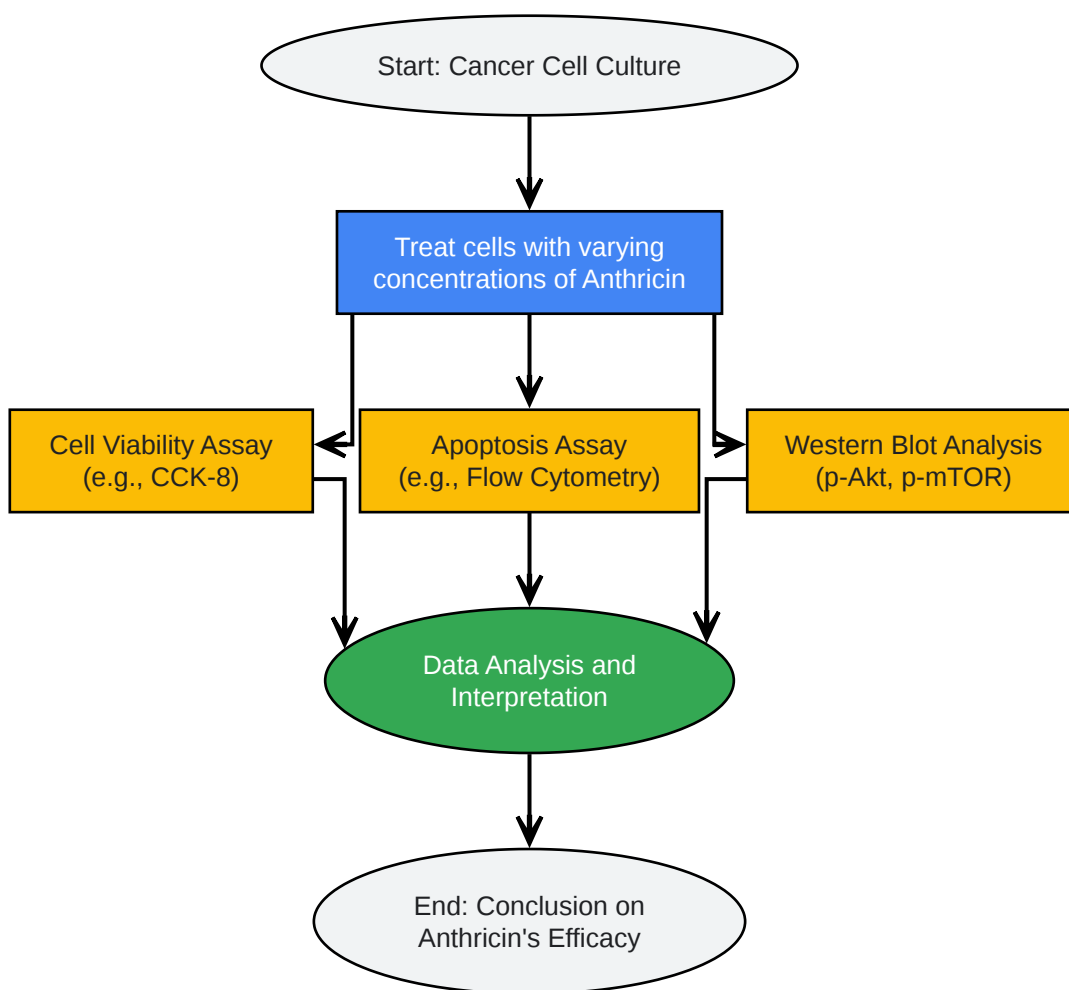 Start: Cancer Cell Culture
Treat cells with varying
concentrations of Anthricin
Cell Viability Assay
(e.g., CCK-8)
Apoptosis Assay
(e.g., Flow Cytometry)
Western Blot Analysis
(p-Akt, p-mTOR)
Data Analysis and
Interpretation
End: Conclusion on
Anthricin's Efficacy